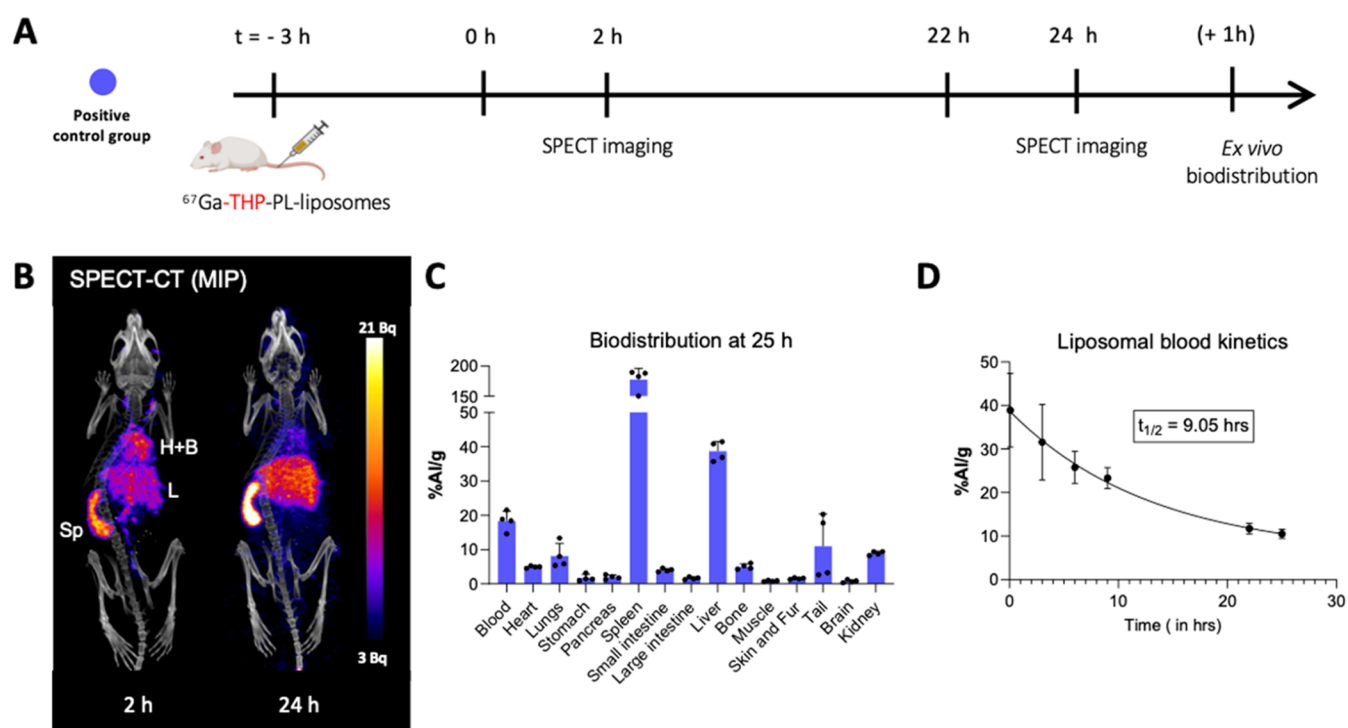 A
t = - 3 h
0 h
2 h
22 h
24 h
(+ 1h)
Positive
control group
SPECT imaging
SPECT imaging
Ex vivo
biodistribution
⁶⁷Ga-THP-PL-liposomes
B
SPECT-CT (MIP)
21 Bq
H+B
L
Sp
3 Bq
2 h
24 h
C
Biodistribution at 25 h
%AI/g
200
150
50
40
30
20
10
0
Blood
Heart
Lungs
Stomach
Pancreas
Spleen
Small intestine
Large intestine
Liver
Bone
Muscle
Skin and Fur
Tail
Brain
Kidney
D
Liposomal blood kinetics
t1/2 = 9.05 hrs
%AI/g
50
40
30
20
10
0
0
10
20
30
Time ( in hrs)